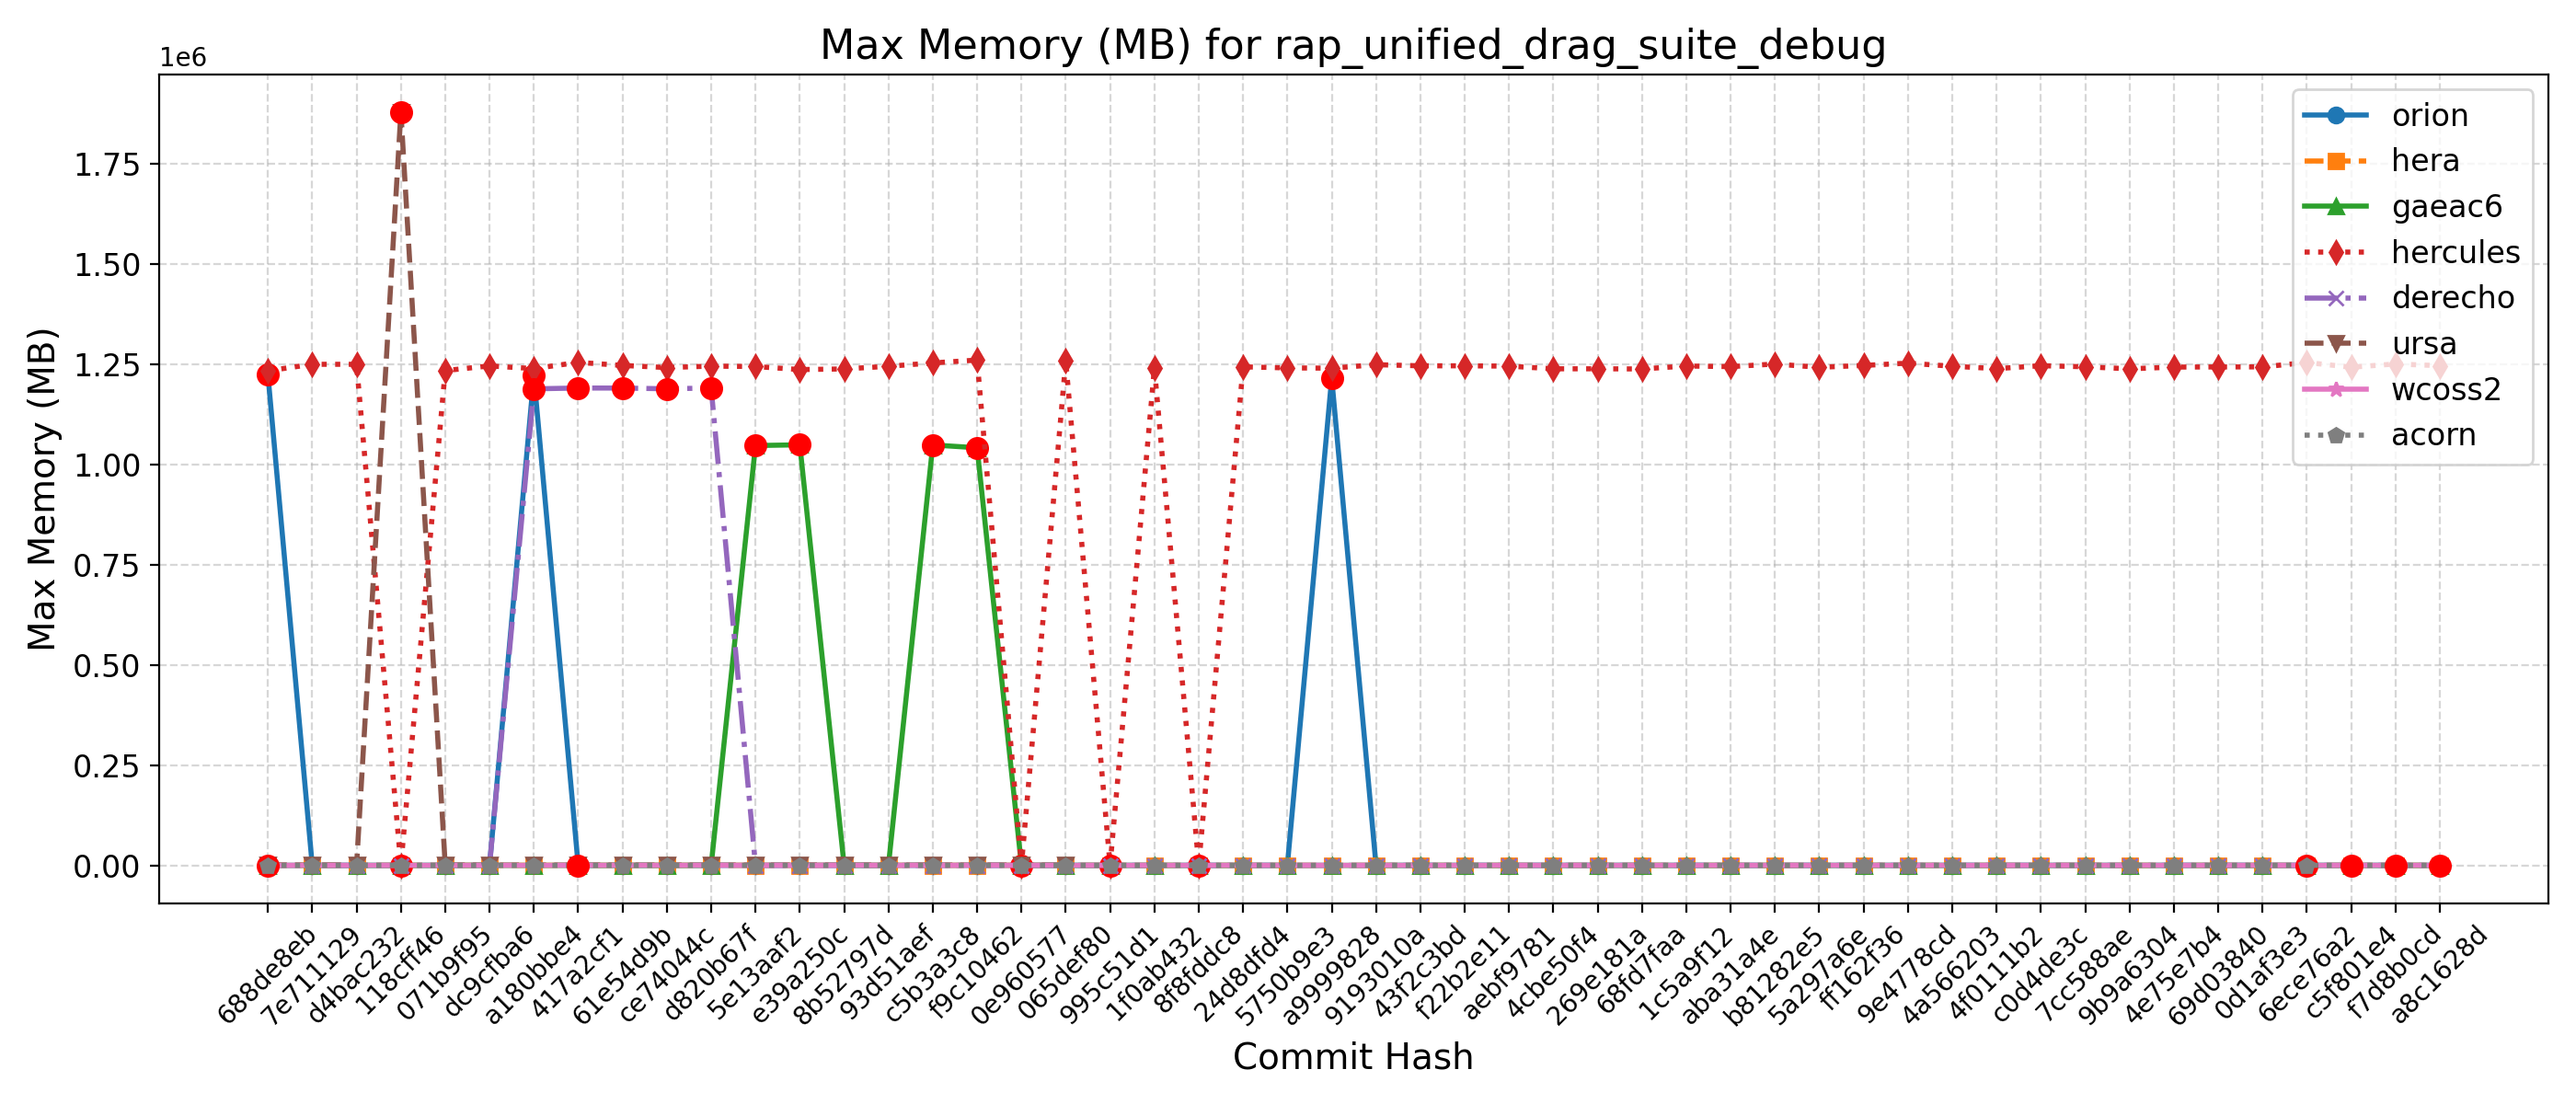 Max Memory (MB) for rap_unified_drag_suite_debug
1e6
1.75
1.50
1.25
1.00
0.75
0.50
0.25
0.00
Max Memory (MB)
orion
hera
gaeac6
hercules
derecho
ursa
wcoss2
acorn
688de8eb
7e711129
d4bac232
118cff46
071b9f95
dc9cfba6
a180bbe4
417a2cf1
61e54d9b
ce74044c
d820b67f
5e13aaf2
e39a250c
8b52797d
93d51aef
c5b3a3c8
f9c10462
0e960577
065def80
995c51d1
1f0ab432
8f8fddc8
24d8dfd4
5750b9e3
a9999828
9193010a
43f2c3bd
f22b2e11
aebf9781
4cbe50f4
269e181a
68fd7faa
1c5a9f12
aba31a4e
b81282e5
5a297a6e
ff162f36
9e4778cd
4a566203
4f0111b2
c0d4de3c
7cc588ae
9b9a6304
4e75e7b4
69d03840
0d1af3e3
6ece76a2
c5f801e4
f7d8b0cd
a8c1628d
Commit Hash